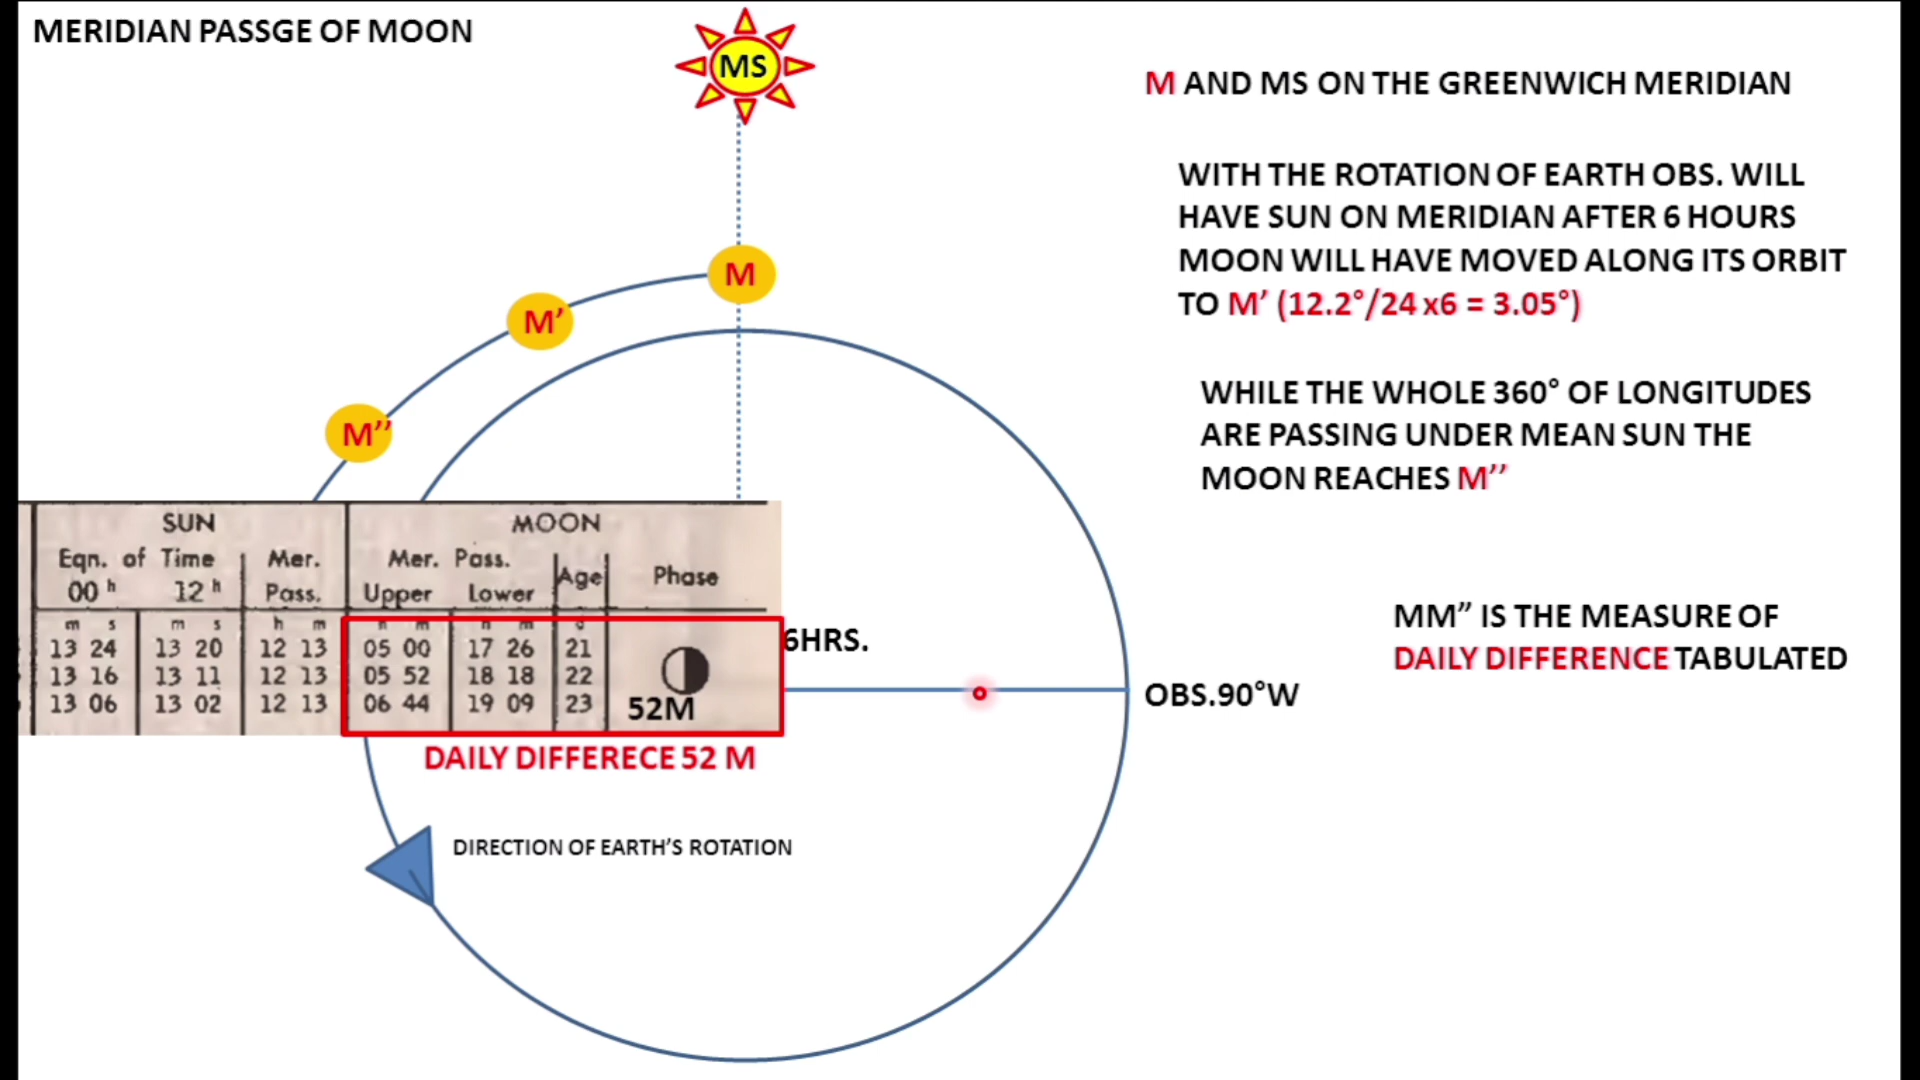 MERIDIAN PASSGE OF MOON
MS
M AND MS ON THE GREENWICH MERIDIAN
WITH THE ROTATION OF EARTH OBS. WILL
HAVE SUN ON MERIDIAN AFTER 6 HOURS
MOON WILL HAVE MOVED ALONG ITS ORBIT
TO M’ (12.2°/24 x6 = 3.05°)
M
M’
M’’
WHILE THE WHOLE 360° OF LONGITUDES
ARE PASSING UNDER MEAN SUN THE
MOON REACHES M’’
SUN MOON
Eqn. of Time Mer. Mer. Pass. Age Phase
00 h 12 h Pass. Upper Lower
m s m s h m h m h m d
13 24 13 20 12 13 05 00 17 26 21
13 16 13 11 12 13 05 52 18 18 22
13 06 13 02 12 13 06 44 19 09 23
52M
6HRS.
OBS.90°W
MM” IS THE MEASURE OF
DAILY DIFFERENCE TABULATED
DAILY DIFFERECE 52 M
DIRECTION OF EARTH’S ROTATION